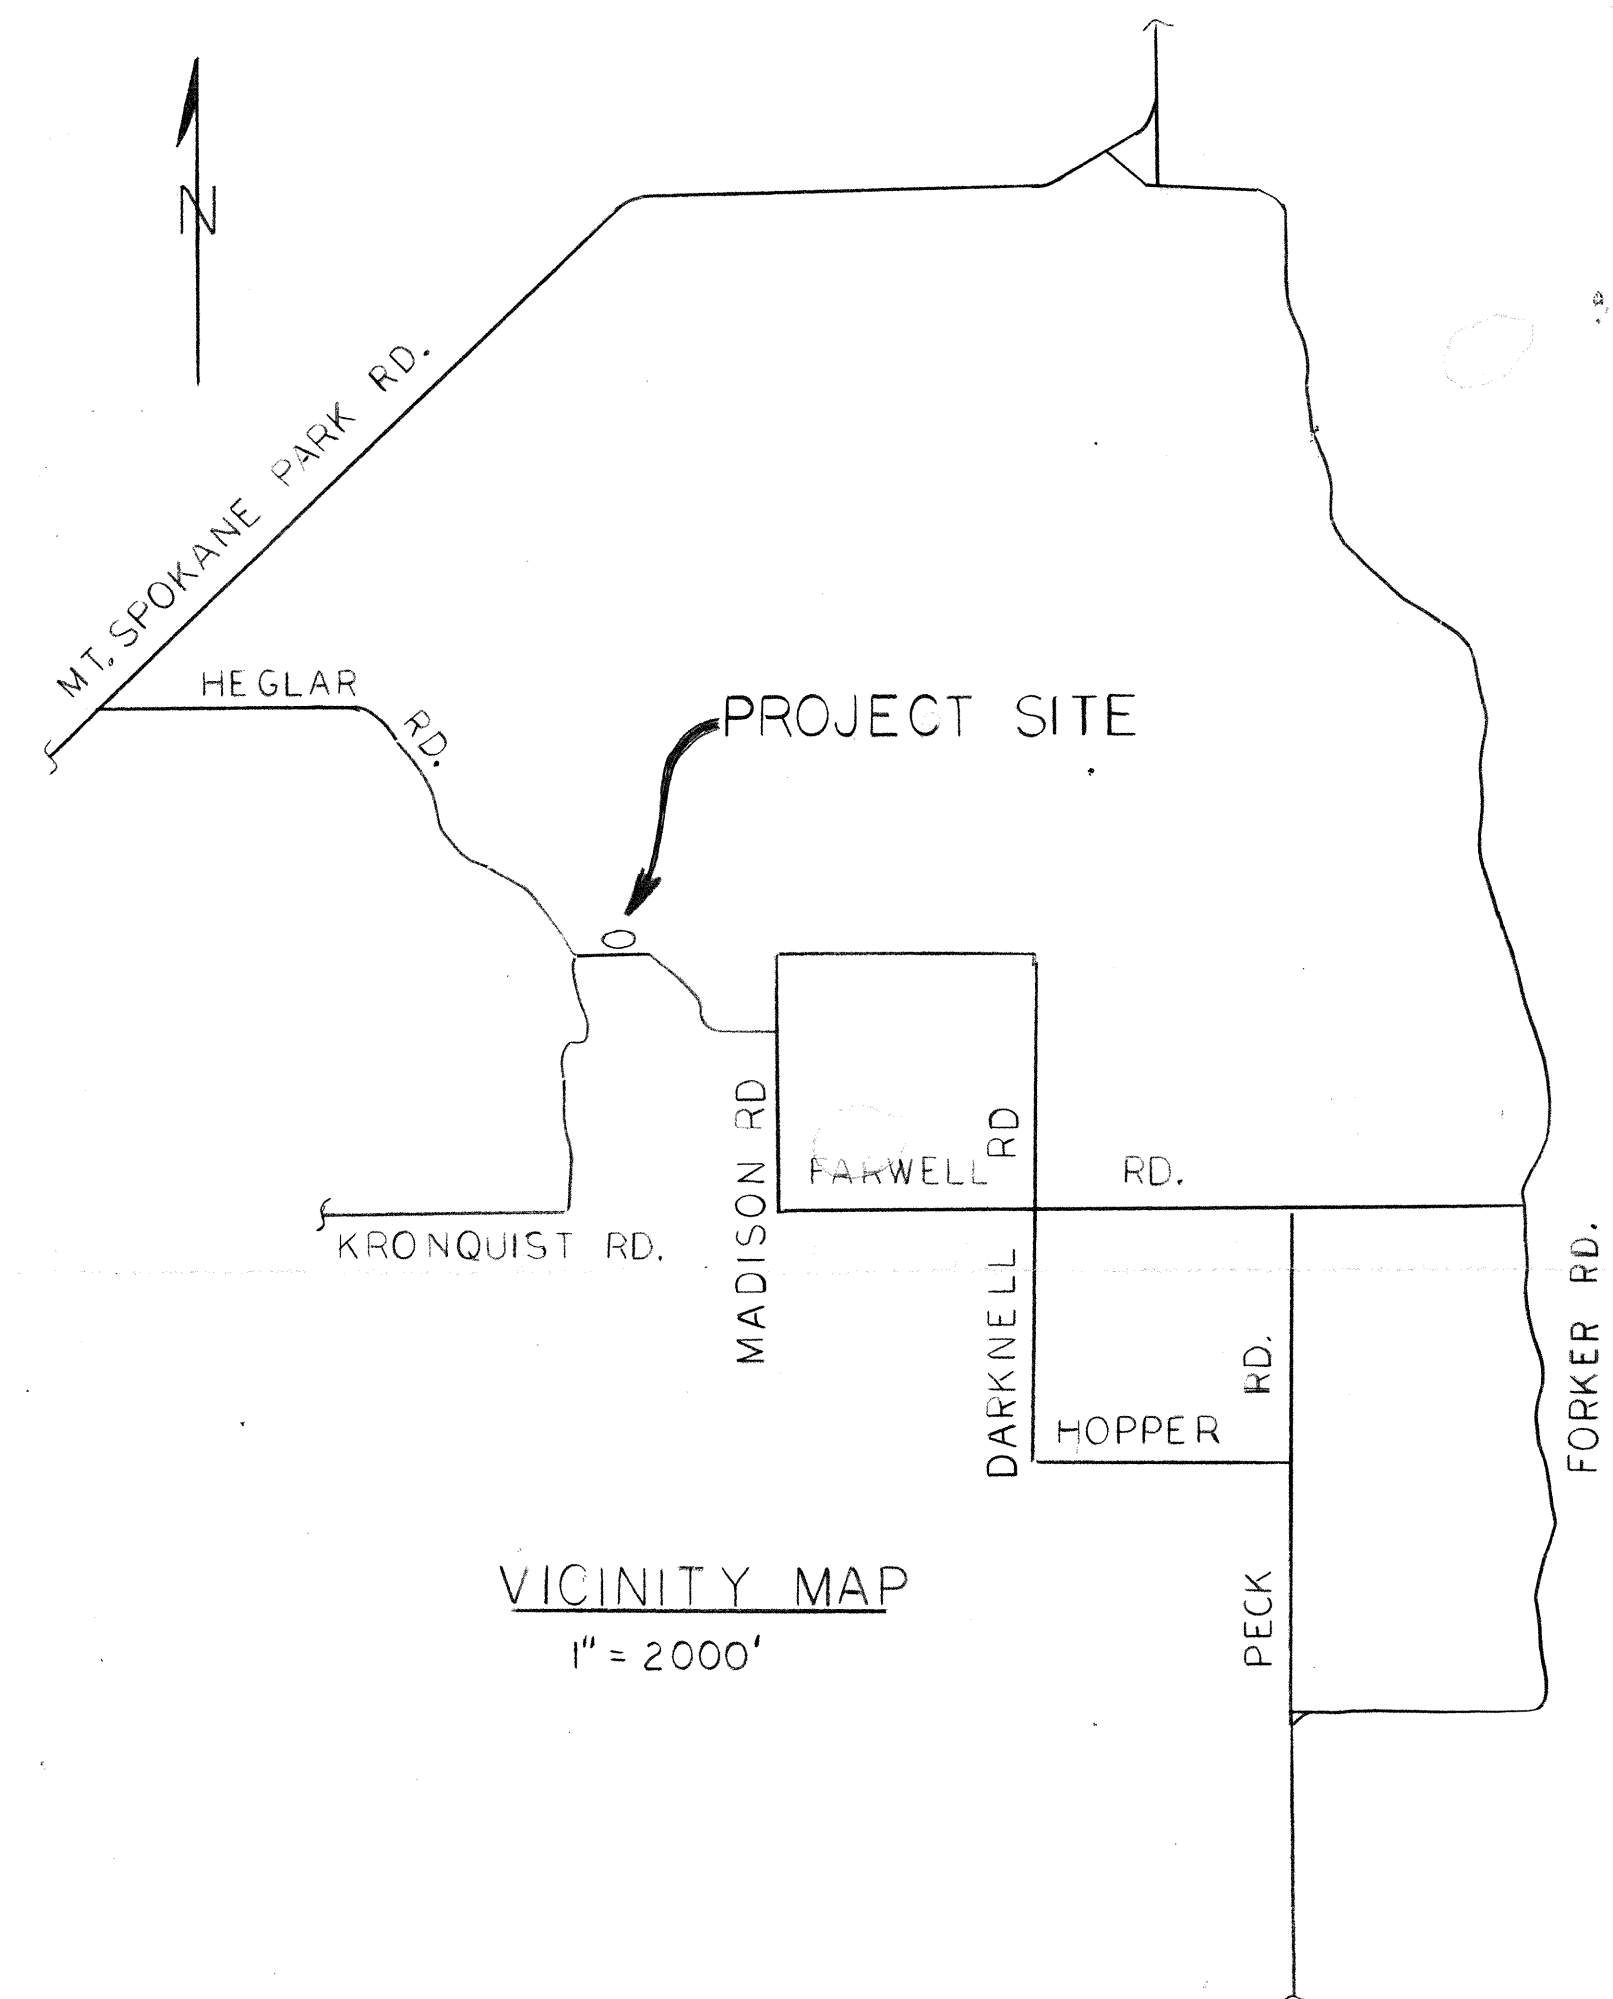 N
MT. SPOKANE PARK RD.
HEGLAR RD.
PROJECT SITE
MADISON RD
FARWELL RD.
DARKNELL RD
KRONQUIST RD.
FORKER RD.
HOPPER RD.
PECK
VICINITY MAP
1" = 2000'